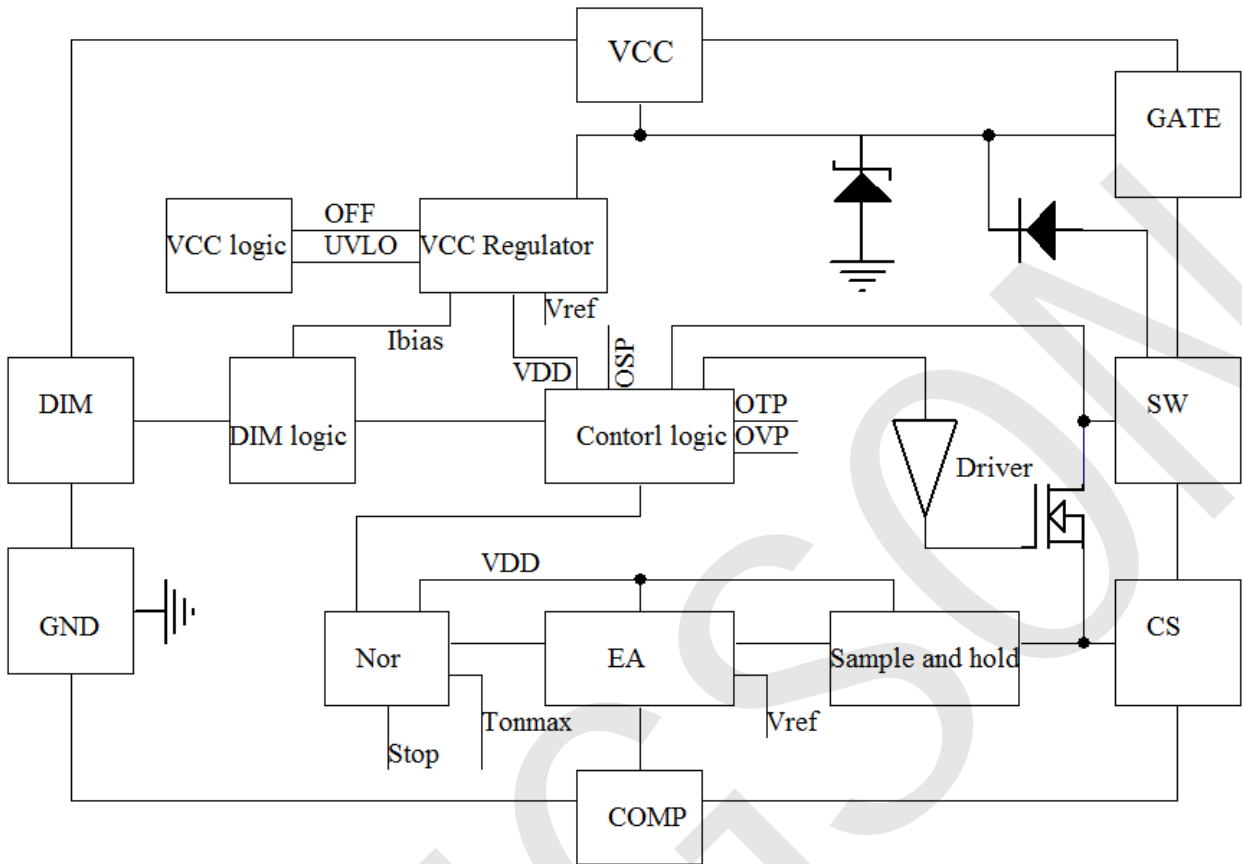 VCC
GATE
OFF
VCC logic
UVLO
VCC Regulator
Vref
Ibias
OSP
VDD
DIM
DIM logic
Contorl logic
OTP
OVP
SW
Driver
VDD
GND
Nor
EA
Sample and hold
CS
Tonmax
Vref
Stop
COMP